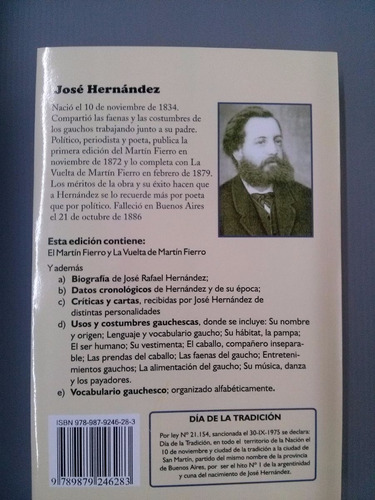 José Hernández
Nació el 10 de noviembre de 1834.
Compartió las faenas y las costumbres de
los gauchos trabajando junto a su padre.
Político, periodista y poeta, publica la
primera edición del Martín Fierro en
noviembre de 1872 y lo completa con La
Vuelta de Martín Fierro en febrero de 1879.
Los méritos de la obra y su éxito hacen que
a Hernández se lo recuerde más por poeta
que por político. Falleció en Buenos Aires
el 21 de octubre de 1886
Esta edición contiene:
El Martín Fierro y La Vuelta de Martín Fierro
Y además
a) Biografía de José Rafael Hernández;
b) Datos cronológicos de Hernández y de su época;
c) Críticas y cartas, recibidas por José Hernández de
distintas personalidades
d) Usos y costumbres gauchescas, donde se incluye: Su nombre
y origen; Lenguaje y vocabulario gaucho; Su hábitat, la pampa;
El ser humano; Su vestimenta; El caballo, compañero insepara-
ble; Las prendas del caballo; Las faenas del gaucho; Entreteni-
mientos gauchos; La alimentación del gaucho; Su música, danza
y los payadores.
e) Vocabulario gauchesco; organizado alfabéticamente.
ISBN 978-987-9246-28-3
9 789879 246283
DÍA DE LA TRADICIÓN
Por ley Nº 21.154, sancionada el 30-IX-1975 se declara:
Día de la Tradición, en todo el territorio de la Nación el
10 de noviembre y ciudad de la tradición a la ciudad de
San Martín, partido del mismo nombre de la provincia
de Buenos Aires, por ser el hito Nº 1 de la argentinidad
y cuna del nacimiento de José Hernández.